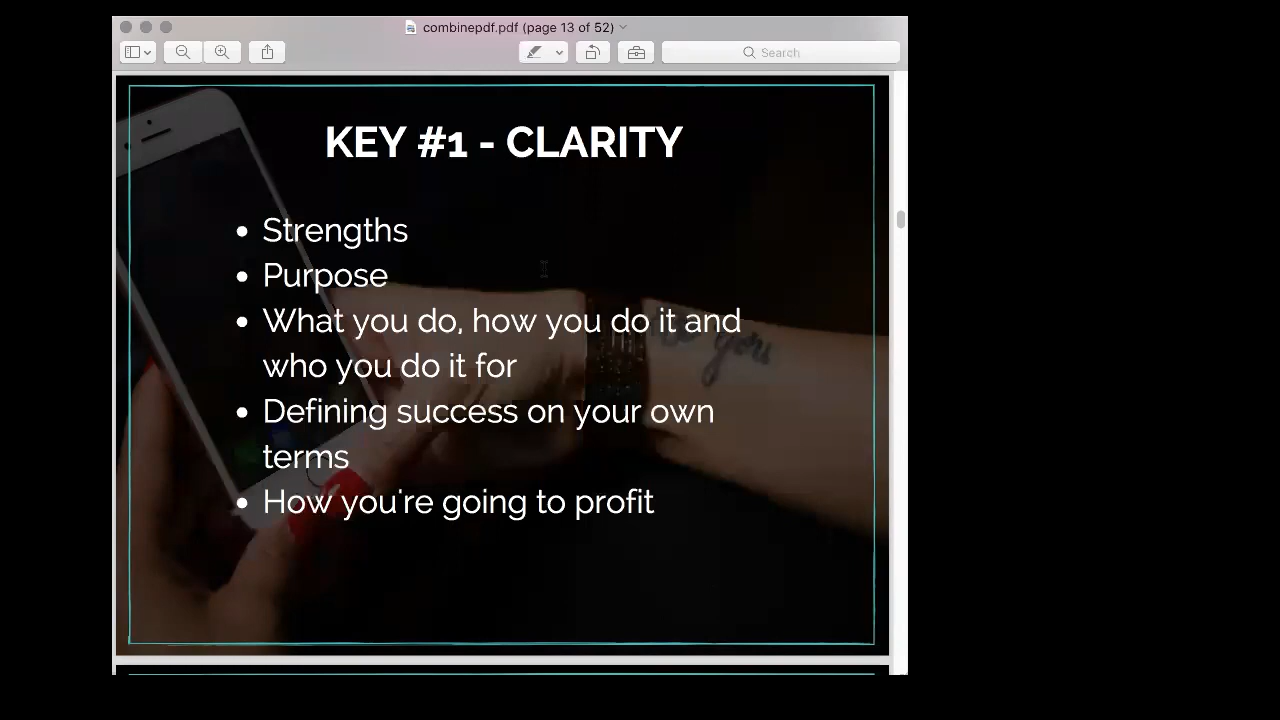 combinepdf.pdf (page 13 of 52)
Search
KEY #1 - CLARITY
• Strengths
• Purpose
• What you do, how you do it and
who you do it for
• Defining success on your own
terms
• How you're going to profit
you